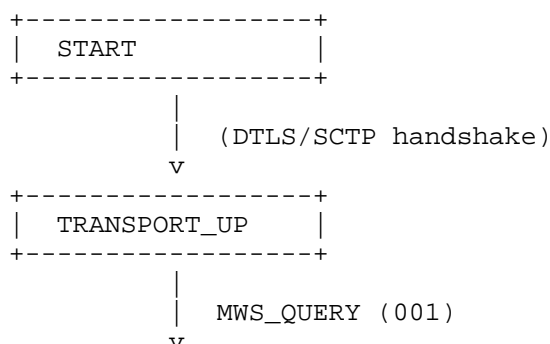 +------------------+
|   START          |
+------------------+
|
|  (DTLS/SCTP handshake)
v
+------------------+
|   TRANSPORT_UP   |
+------------------+
|
|  MWS_QUERY (001)
v